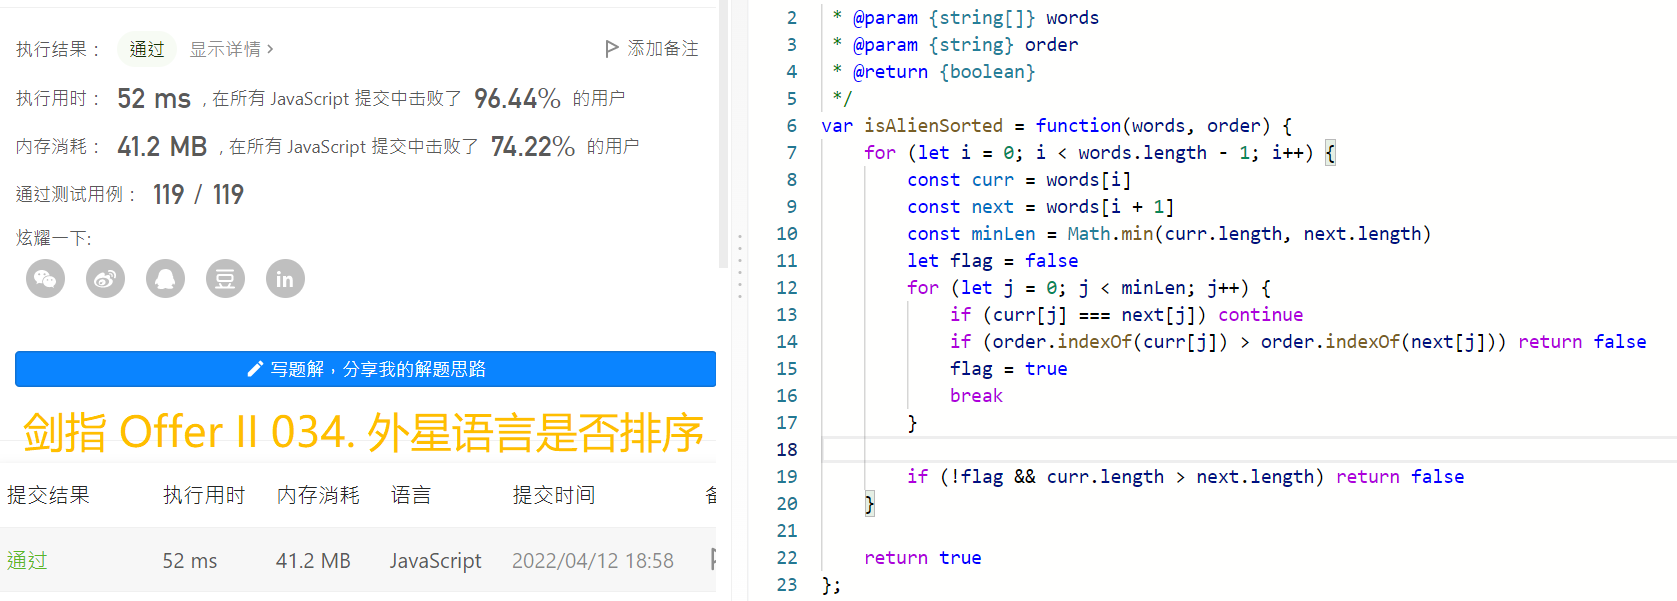 执行结果： 通过 显示详情 > 添加备注
执行用时： 52 ms , 在所有 JavaScript 提交中击败了 96.44% 的用户
内存消耗： 41.2 MB , 在所有 JavaScript 提交中击败了 74.22% 的用户
通过测试用例： 119 / 119
炫耀一下:
豆 in
写题解，分享我的解题思路
剑指 Offer II 034. 外星语言是否排序
提交结果 执行用时 内存消耗 语言 提交时间
通过 52 ms 41.2 MB JavaScript 2022/04/12 18:58
2 * @param {string[]} words
3 * @param {string} order
4 * @return {boolean}
5 */
6 var isAlienSorted = function(words, order) {
7 for (let i = 0; i < words.length - 1; i++) {
8 const curr = words[i]
9 const next = words[i + 1]
10 const minLen = Math.min(curr.length, next.length)
11 let flag = false
12 for (let j = 0; j < minLen; j++) {
13 if (curr[j] === next[j]) continue
14 if (order.indexOf(curr[j]) > order.indexOf(next[j])) return false
15 flag = true
16 break
17 }
18
19 if (!flag && curr.length > next.length) return false
20 }
21
22 return true
23 };